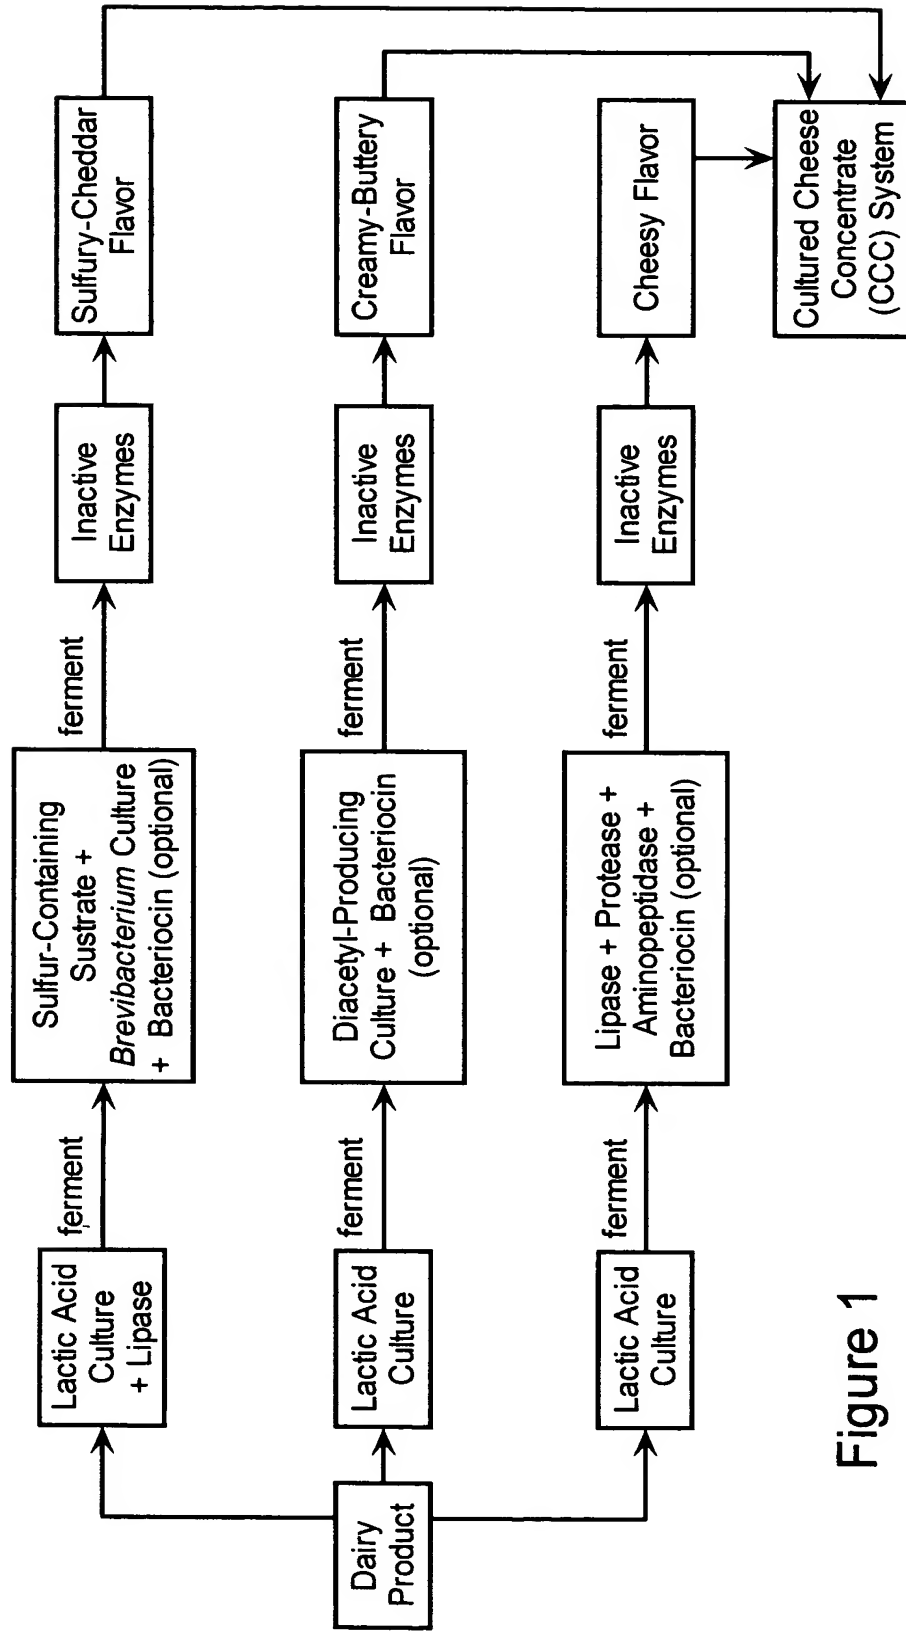 Dairy
Product
Lactic Acid
Culture
+ Lipase
ferment
Sulfur-Containing
Sustrate +
Brevibacterium Culture
+ Bacteriocin (optional)
ferment
Inactive
Enzymes
Sulfury-Cheddar
Flavor
Lactic Acid
Culture
ferment
Diacetyl-Producing
Culture + Bacteriocin
(optional)
ferment
Inactive
Enzymes
Creamy-Buttery
Flavor
Lactic Acid
Culture
ferment
Lipase + Protease +
Aminopeptidase +
Bacteriocin (optional)
ferment
Inactive
Enzymes
Cheesy Flavor
Cultured Cheese
Concentrate
(CCC) System
Figure 1